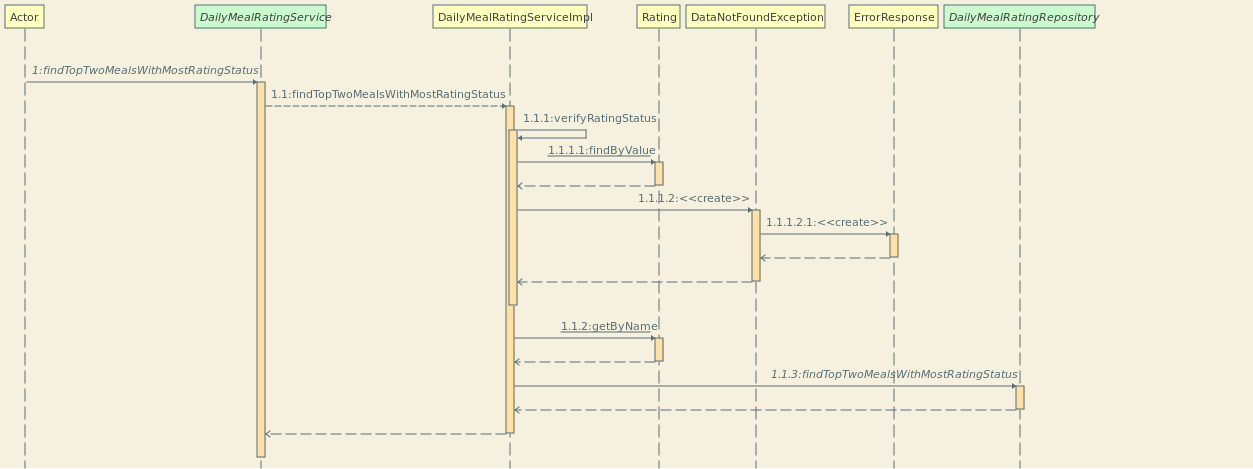 Actor
DailyMealRatingService
DailyMealRatingServiceImpl
Rating
DataNotFoundException
ErrorResponse
DailyMealRatingRepository
1:findTopTwoMealsWithMostRatingStatus
1.1:findTopTwoMealsWithMostRatingStatus
1.1.1:verifyRatingStatus
1.1.1.1:findByValue
1.1.1.2:<<create>>
1.1.1.2.1:<<create>>
1.1.2:getByName
1.1.3:findTopTwoMealsWithMostRatingStatus